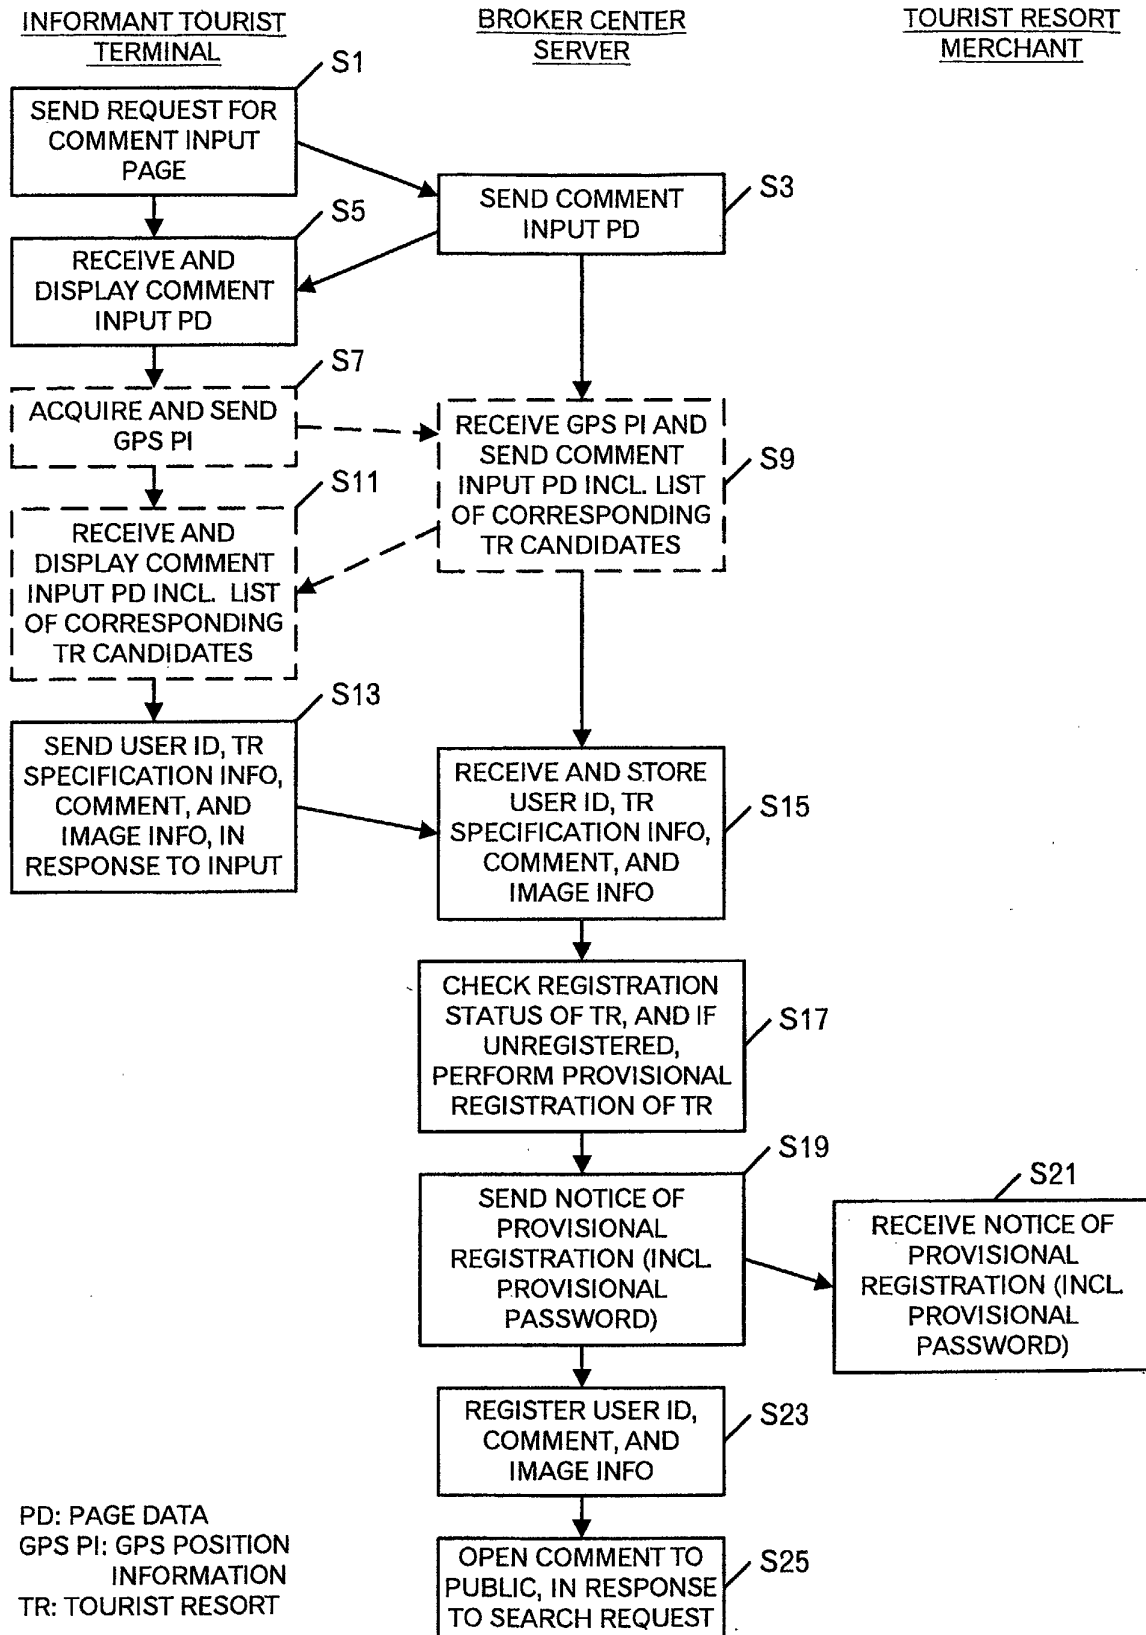 INFORMANT TOURIST
TERMINAL
BROKER CENTER
SERVER
TOURIST RESORT
MERCHANT
S1
SEND REQUEST FOR
COMMENT INPUT
PAGE
S3
SEND COMMENT
INPUT PD
S5
RECEIVE AND
DISPLAY COMMENT
INPUT PD
S7
ACQUIRE AND SEND
GPS PI
S9
RECEIVE GPS PI AND
SEND COMMENT
INPUT PD INCL. LIST
OF CORRESPONDING
TR CANDIDATES
S11
RECEIVE AND
DISPLAY COMMENT
INPUT PD INCL. LIST
OF CORRESPONDING
TR CANDIDATES
S13
SEND USER ID, TR
SPECIFICATION INFO,
COMMENT, AND
IMAGE INFO, IN
RESPONSE TO INPUT
S15
RECEIVE AND STORE
USER ID, TR
SPECIFICATION INFO,
COMMENT, AND
IMAGE INFO
S17
CHECK REGISTRATION
STATUS OF TR, AND IF
UNREGISTERED,
PERFORM PROVISIONAL
REGISTRATION OF TR
S19
SEND NOTICE OF
PROVISIONAL
REGISTRATION (INCL.
PROVISIONAL
PASSWORD)
S21
RECEIVE NOTICE OF
PROVISIONAL
REGISTRATION (INCL.
PROVISIONAL
PASSWORD)
S23
REGISTER USER ID,
COMMENT, AND
IMAGE INFO
S25
OPEN COMMENT TO
PUBLIC, IN RESPONSE
TO SEARCH REQUEST
PD: PAGE DATA
GPS PI: GPS POSITION
INFORMATION
TR: TOURIST RESORT